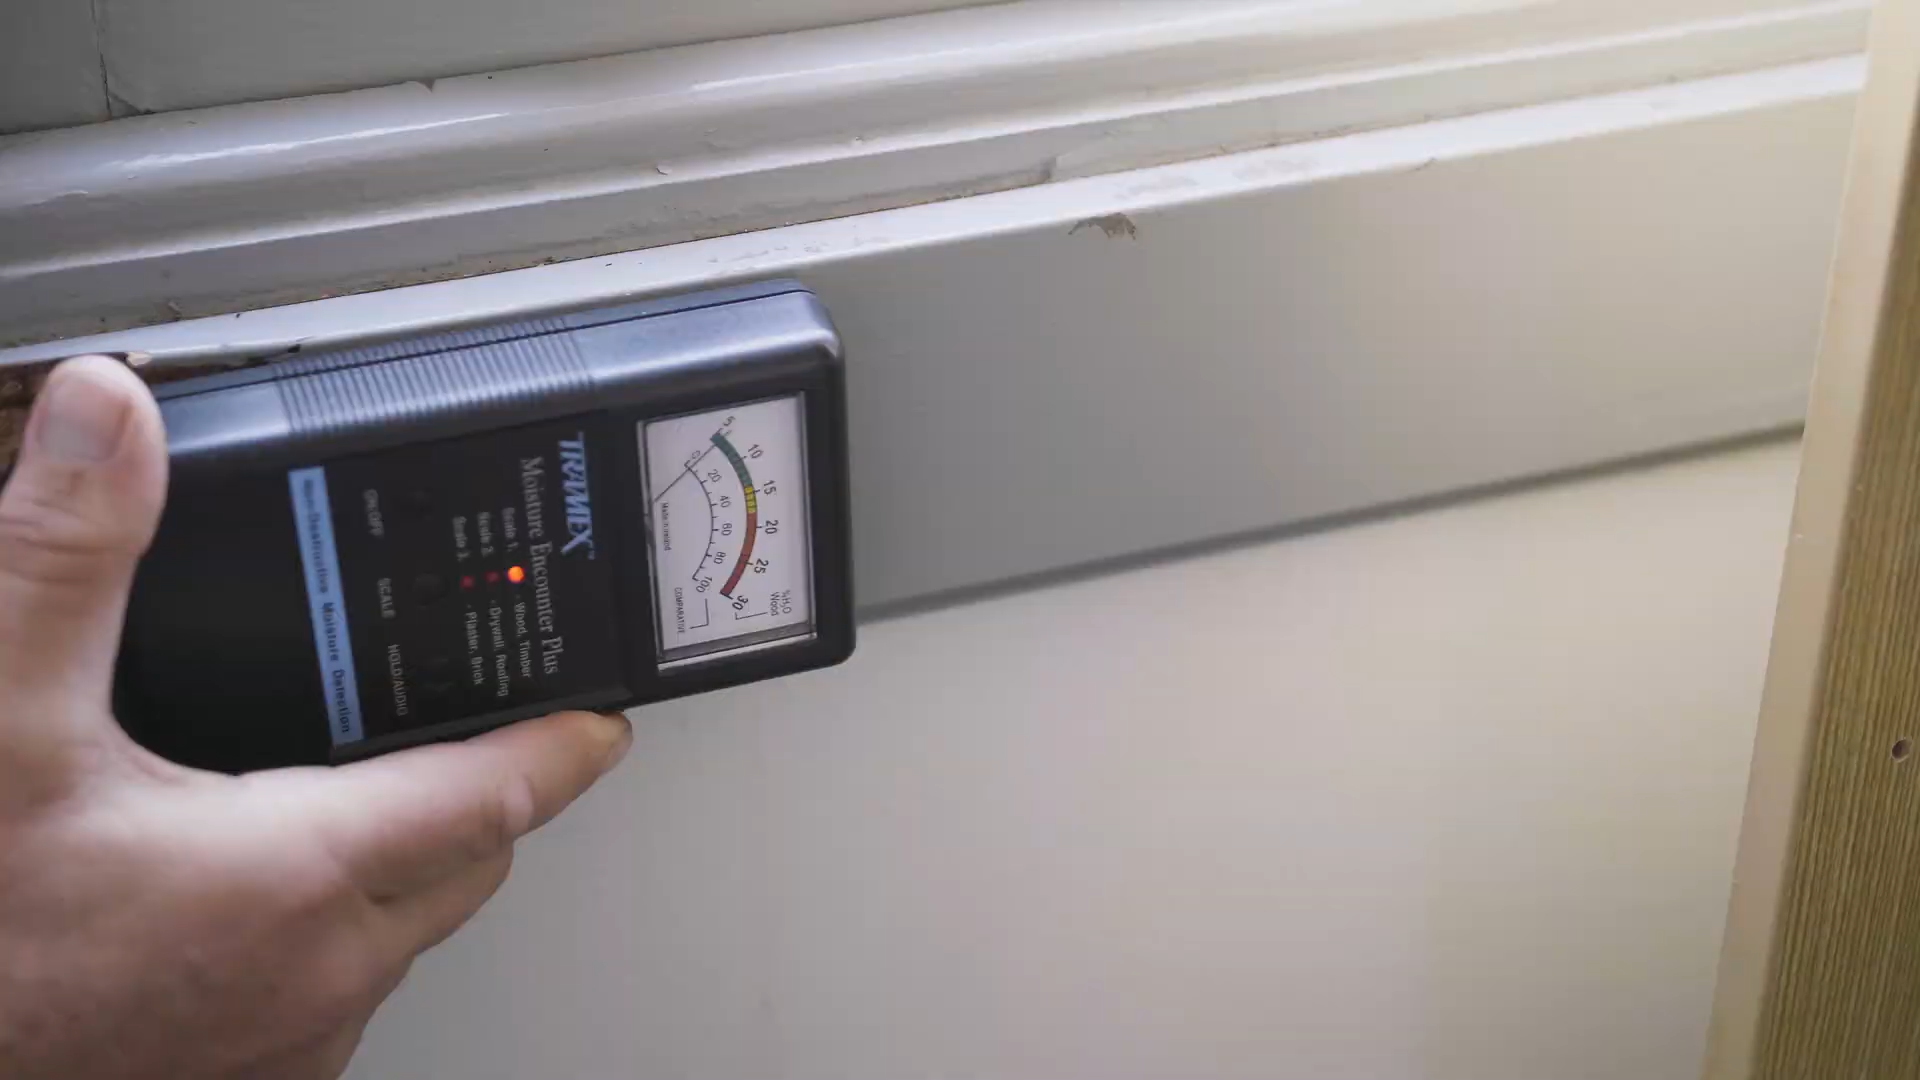 TRAMEX™
Moisture Encounter Plus
Scale 1. - Wood, Timber
Scale 2. - Drywall, Roofing
Scale 3. - Plaster, Brick
ON/OFF SCALE HOLD/AUDIO
Non-Destructive Moisture Detection
5 10 15 20 25 30
%H₂O
Wood
0 20 40 60 80 100
COMPARATIVE
Made in Ireland